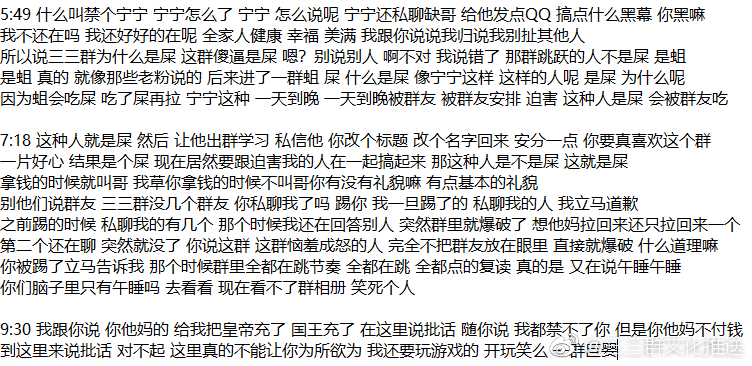 5:49 什么叫禁个宁宁 宁宁怎么了 宁宁 怎么说呢 宁宁还私聊缺哥 给他发点QQ 搞点什么黑幕 你黑嘛
我不还在吗 我还好好的在呢 全家人健康 幸福 美满 我跟你说说我归说我别扯其他人
所以说三三群为什么是屎 这群傻逼是屎 嗯？别说别人 啊不对 我说错了 那群跳跃的人不是屎 是蛆
是蛆 真的 就像那些老粉说的 后来进了一群蛆 屎 什么是屎 像宁宁这样 这样的人呢 是屎 为什么呢
因为蛆会吃屎 吃了屎再拉 宁宁这种 一天到晚 一天到晚被群友 被群友安排 迫害 这种人是屎 会被群友吃
7:18 这种人就是屎 然后 让他出群学习 私信他 你改个标题 改个名字回来 安分一点 你要真喜欢这个群
一片好心 结果是个屎 现在居然要跟迫害我的人在一起搞起来 那这种人是不是屎 这就是屎
拿钱的时候就叫哥 我草你拿钱的时候不叫哥你有没有礼貌嘛 有点基本的礼貌
别他们说群友 三三群没几个群友 你私聊我了吗 踢你 我一旦踢了的 私聊我的人 我立马道歉
之前踢的时候 私聊我的有几个 那个时候我还在回答别人 突然群里就爆破了 想他妈拉回来还只拉回来一个
第二个还在聊 突然就没了 你说这群 这群恼羞成怒的人 完全不把群友放在眼里 直接就爆破 什么道理嘛
你被踢了立马告诉我 那个时候群里全都在跳节奏 全都在跳 全都点的复读 真的是 又在说午睡午睡
你们脑子里只有午睡吗 去看看 现在看不了群相册 笑死个人
9:30 我跟你说 你他妈的 给我把皇帝充了 国王充了 在这里说批话 随你说 我都禁不了你 但是你他妈不付钱
到这里来说批话 对不起 这里真的不能让你为所欲为 我还要玩游戏的 开玩笑么 一群巨婴
三群文化推送